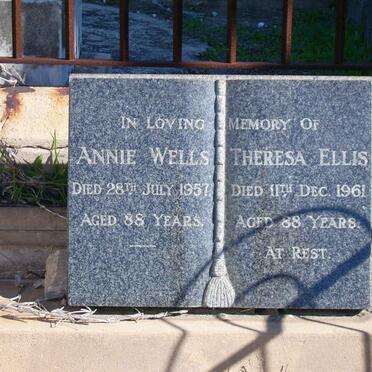 IN LOVING MEMORY OF
ANNIE WELLS
DIED 28TH JULY 1957
AGED 88 YEARS.
THERESA ELLIS
DIED 11TH DEC. 1961
AGED 88 YEARS.
AT REST.